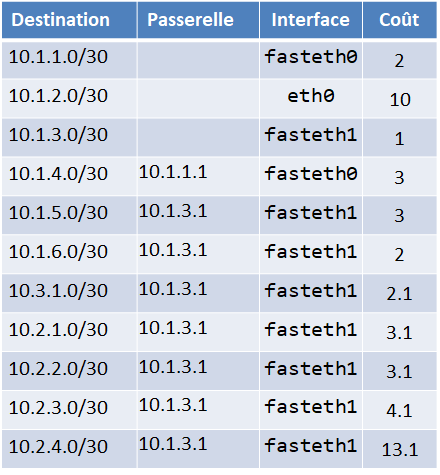 Destination Passerelle Interface Coût
10.1.1.0/30 fasteth0 2
10.1.2.0/30 eth0 10
10.1.3.0/30 fasteth1 1
10.1.4.0/30 10.1.1.1 fasteth0 3
10.1.5.0/30 10.1.3.1 fasteth1 3
10.1.6.0/30 10.1.3.1 fasteth1 2
10.3.1.0/30 10.1.3.1 fasteth1 2.1
10.2.1.0/30 10.1.3.1 fasteth1 3.1
10.2.2.0/30 10.1.3.1 fasteth1 3.1
10.2.3.0/30 10.1.3.1 fasteth1 4.1
10.2.4.0/30 10.1.3.1 fasteth1 13.1